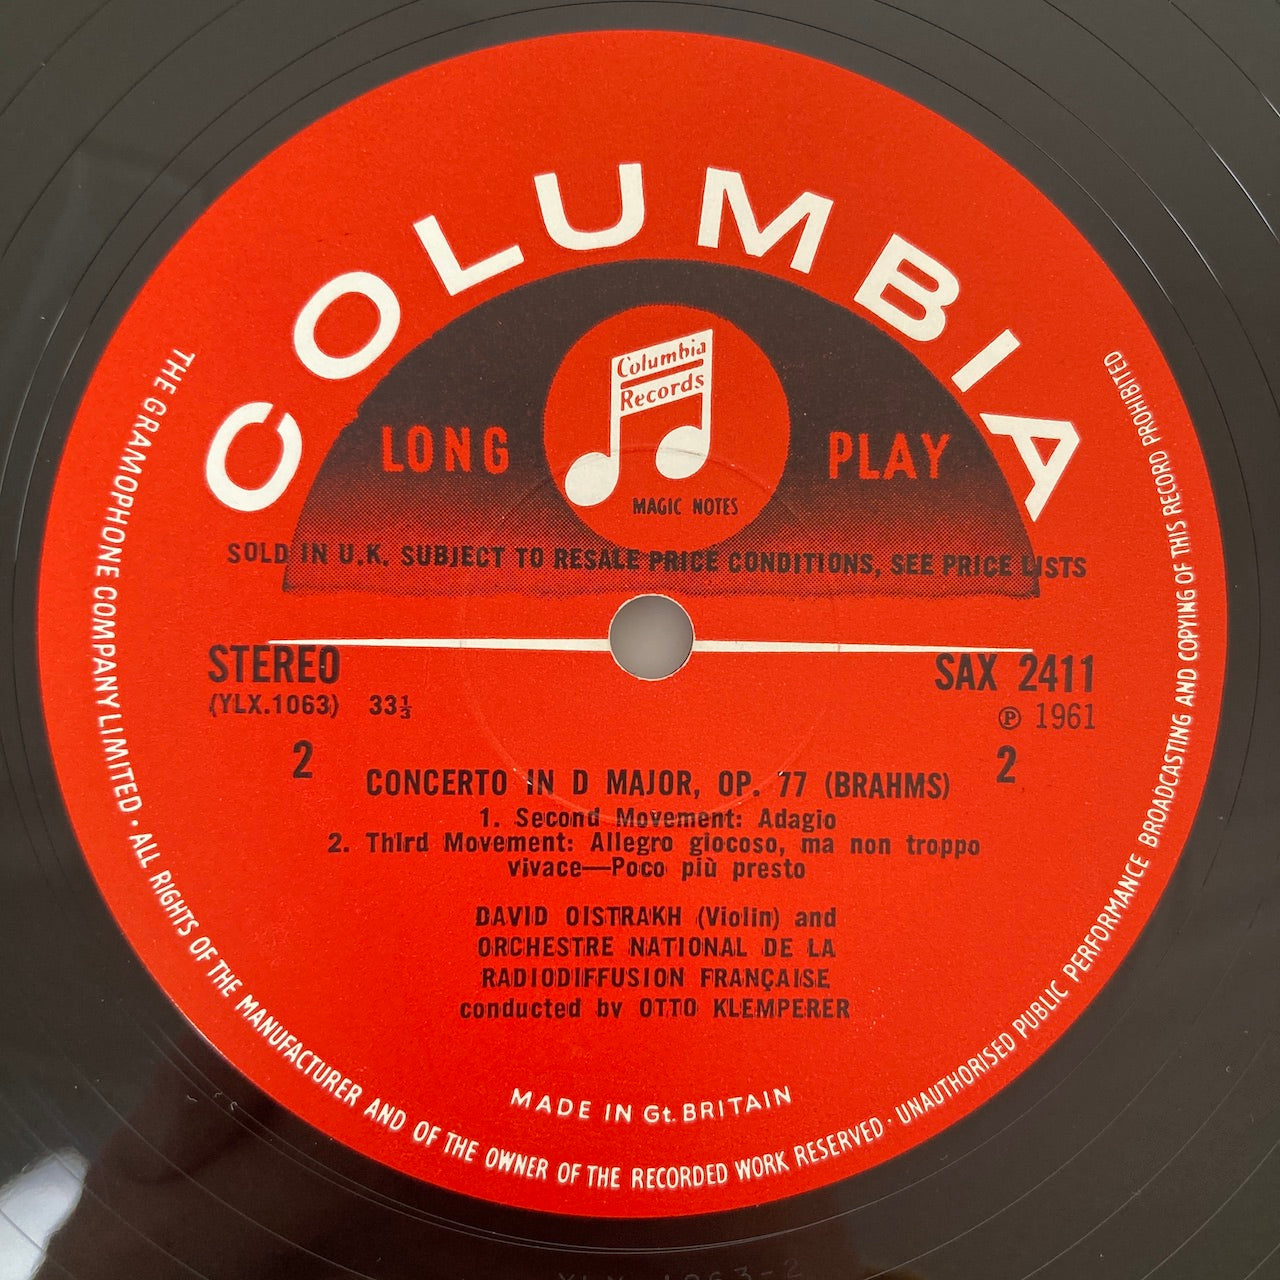 COLUMBIA
Columbia
Records
LONG PLAY
MAGIC NOTES
SOLD IN U.K. SUBJECT TO RESALE PRICE CONDITIONS, SEE PRICE LISTS
STEREO SAX 2411
(YLX.1063) 33⅓ ℗ 1961
2 2
CONCERTO IN D MAJOR, OP. 77 (BRAHMS)
1. Second Movement: Adagio
2. Third Movement: Allegro giocoso, ma non troppo
vivace—Poco più presto
DAVID OISTRAKH (Violin) and
ORCHESTRE NATIONAL DE LA
RADIODIFFUSION FRANÇAISE
conducted by OTTO KLEMPERER
MADE IN Gt. BRITAIN
THE GRAMOPHONE COMPANY LIMITED · ALL RIGHTS OF THE MANUFACTURER AND OF THE OWNER OF THE RECORDED WORK RESERVED · UNAUTHORISED PUBLIC PERFORMANCE BROADCASTING AND COPYING OF THIS RECORD PROHIBITED
YLX 1063-2